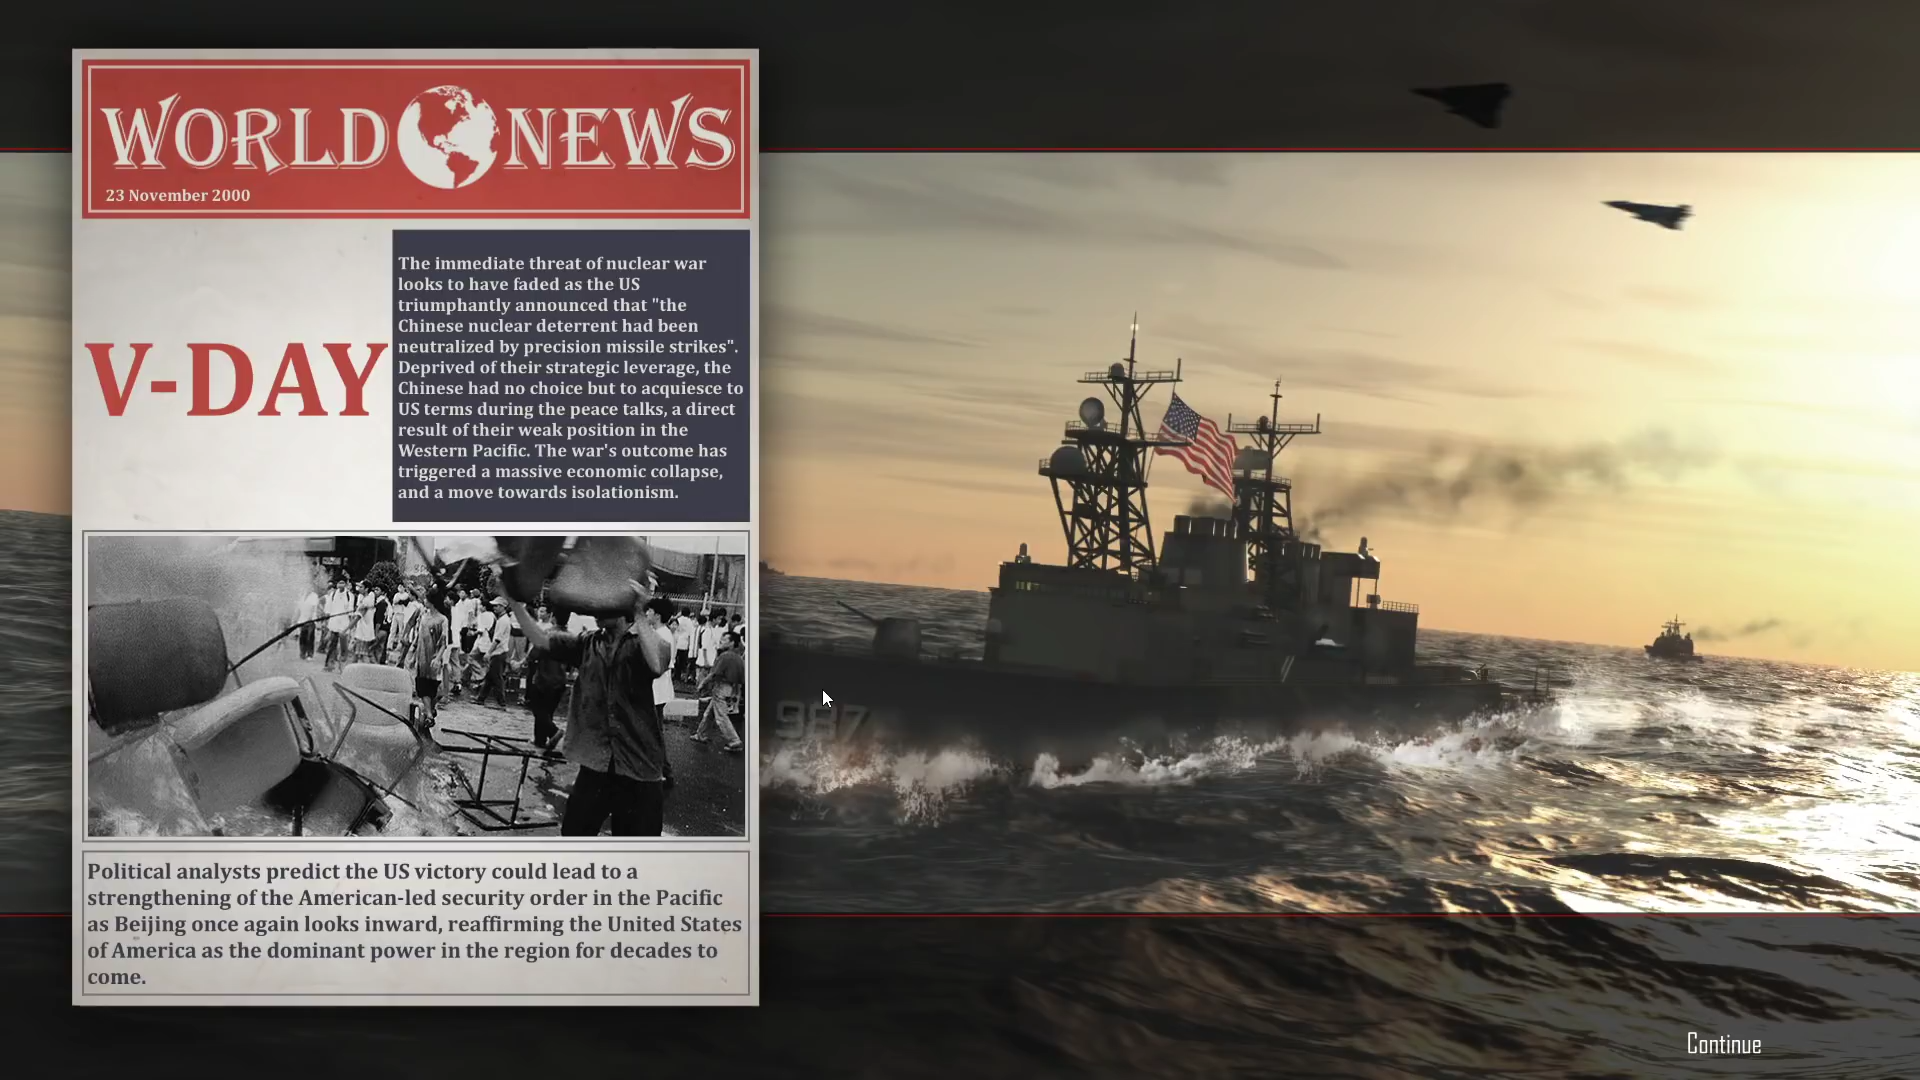 WORLD NEWS
23 November 2000
V-DAY
The immediate threat of nuclear war
looks to have faded as the US
triumphantly announced that "the
Chinese nuclear deterrent had been
neutralized by precision missile strikes".
Deprived of their strategic leverage, the
Chinese had no choice but to acquiesce to
US terms during the peace talks, a direct
result of their weak position in the
Western Pacific. The war's outcome has
triggered a massive economic collapse,
and a move towards isolationism.
987
Political analysts predict the US victory could lead to a
strengthening of the American-led security order in the Pacific
as Beijing once again looks inward, reaffirming the United States
of America as the dominant power in the region for decades to
come.
Continue